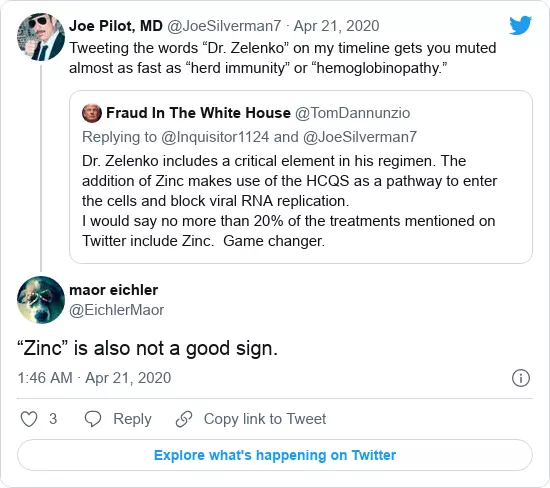 Joe Pilot, MD @JoeSilverman7 · Apr 21, 2020
Tweeting the words “Dr. Zelenko” on my timeline gets you muted
almost as fast as “herd immunity” or “hemoglobinopathy.”
Fraud In The White House @TomDannunzio
Replying to @Inquisitor1124 and @JoeSilverman7
Dr. Zelenko includes a critical element in his regimen. The
addition of Zinc makes use of the HCQS as a pathway to enter
the cells and block viral RNA replication.
I would say no more than 20% of the treatments mentioned on
Twitter include Zinc.  Game changer.
maor eichler
@EichlerMaor
“Zinc” is also not a good sign.
1:46 AM · Apr 21, 2020
3 Reply Copy link to Tweet
Explore what's happening on Twitter